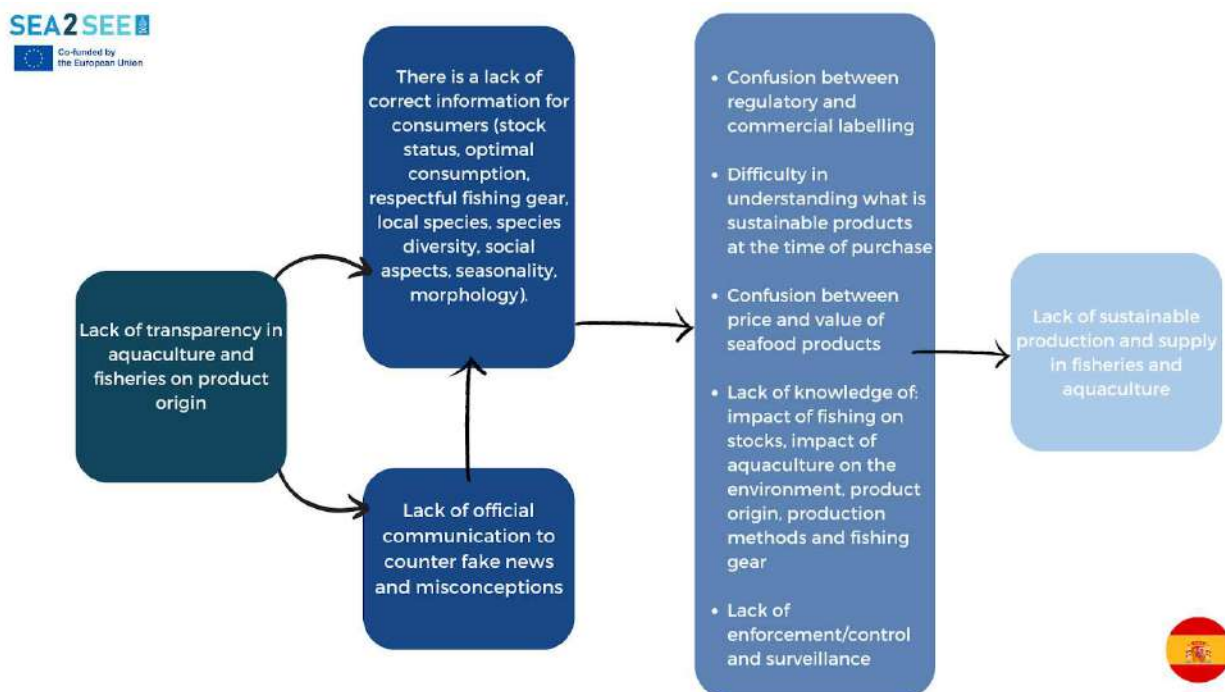 SEA2SEE
Co-funded by
the European Union
Lack of transparency in
aquaculture and
fisheries on product
origin
There is a lack of
correct information for
consumers (stock
status, optimal
consumption,
respectful fishing gear,
local species, species
diversity, social
aspects, seasonality,
morphology).
Lack of official
communication to
counter fake news
and misconceptions
• Confusion between
regulatory and
commercial labelling
• Difficulty in
understanding what is
sustainable products
at the time of purchase
• Confusion between
price and value of
seafood products
• Lack of knowledge of:
impact of fishing on
stocks, impact of
aquaculture on the
environment, product
origin, production
methods and fishing
gear
• Lack of
enforcement/control
and surveillance
Lack of sustainable
production and supply
in fisheries and
aquaculture